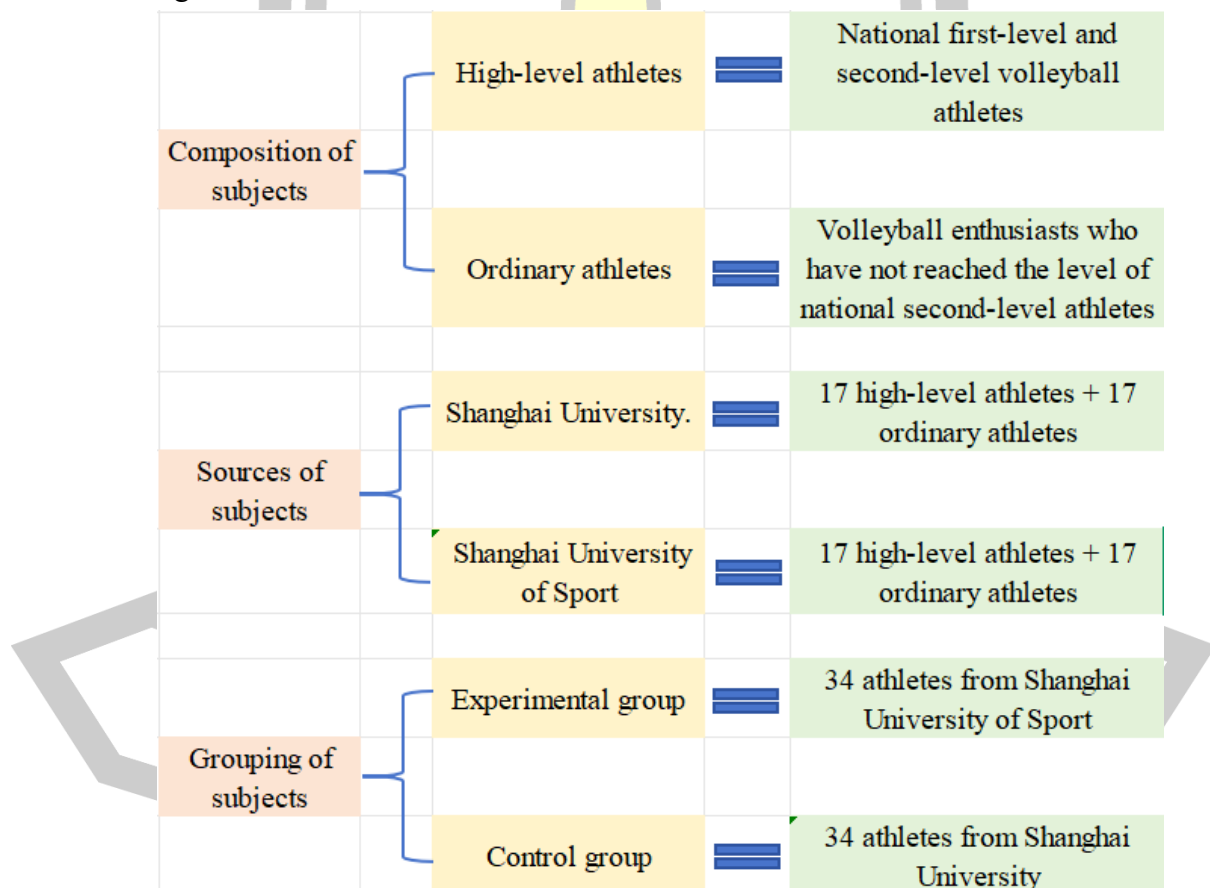 High-level athletes
National first-level and
second-level volleyball
athletes
Composition of
subjects
Ordinary athletes
Volleyball enthusiasts who
have not reached the level of
national second-level athletes
Shanghai University.
17 high-level athletes + 17
ordinary athletes
Sources of
subjects
Shanghai University
of Sport
17 high-level athletes + 17
ordinary athletes
Experimental group
34 athletes from Shanghai
University of Sport
Grouping of
subjects
Control group
34 athletes from Shanghai
University